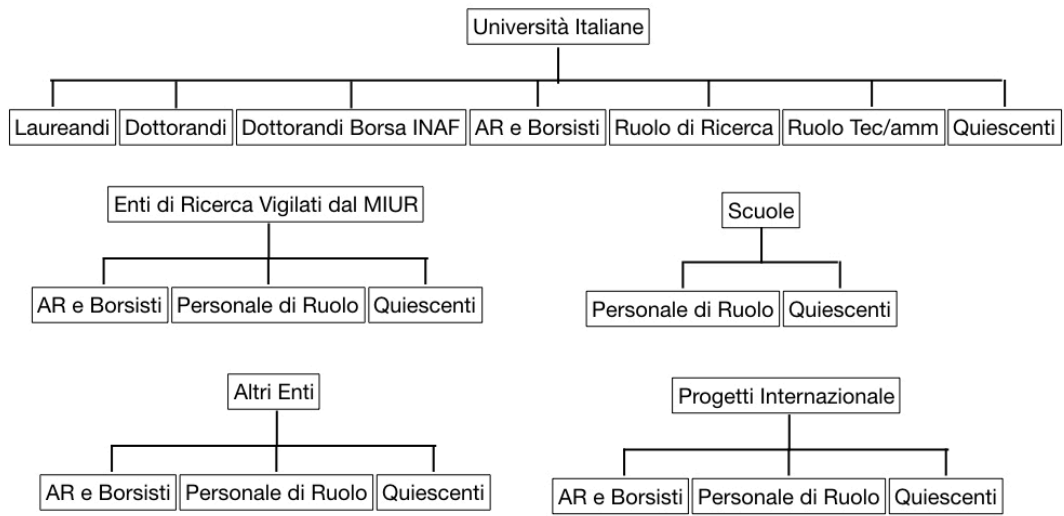 Università Italiane
Laureandi Dottorandi Dottorandi Borsa INAF AR e Borsisti Ruolo di Ricerca Ruolo Tec/amm Quiescenti
Enti di Ricerca Vigilati dal MIUR
AR e Borsisti Personale di Ruolo Quiescenti
Scuole
Personale di Ruolo Quiescenti
Altri Enti
AR e Borsisti Personale di Ruolo Quiescenti
Progetti Internazionale
AR e Borsisti Personale di Ruolo Quiescenti